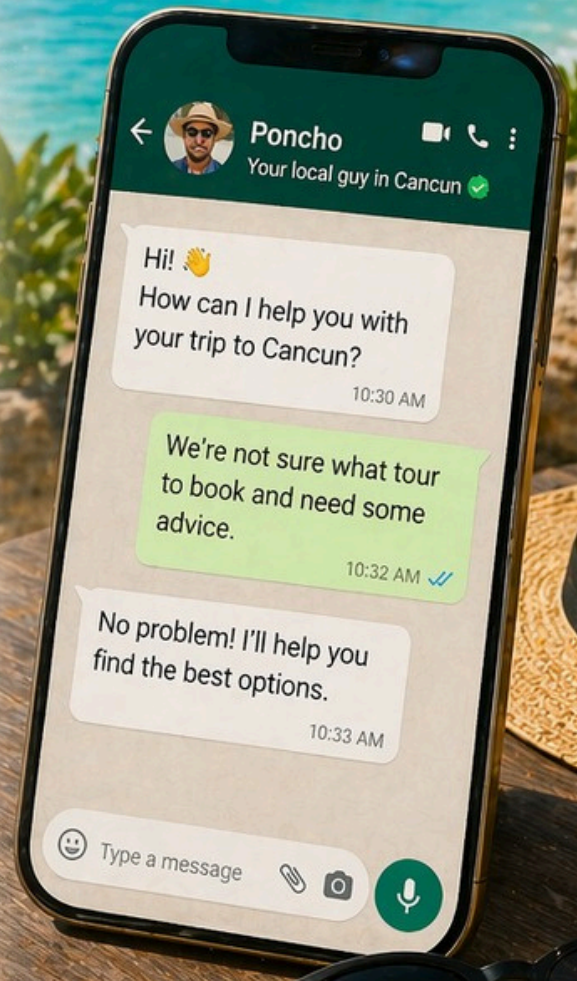 Poncho
Your local guy in Cancun
Hi! 👋
How can I help you with
your trip to Cancun?
10:30 AM
We're not sure what tour
to book and need some
advice.
10:32 AM
No problem! I'll help you
find the best options.
10:33 AM
Type a message